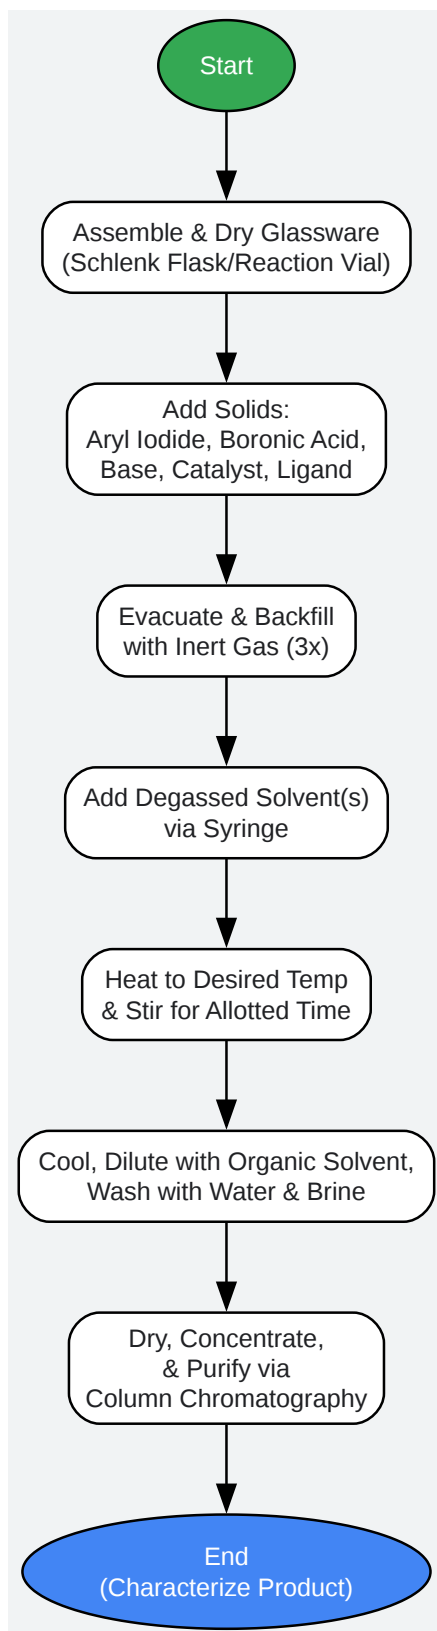 Start
Assemble & Dry Glassware
(Schlenk Flask/Reaction Vial)
Add Solids:
Aryl Iodide, Boronic Acid,
Base, Catalyst, Ligand
Evacuate & Backfill
with Inert Gas (3x)
Add Degassed Solvent(s)
via Syringe
Heat to Desired Temp
& Stir for Allotted Time
Cool, Dilute with Organic Solvent,
Wash with Water & Brine
Dry, Concentrate,
& Purify via
Column Chromatography
End
(Characterize Product)